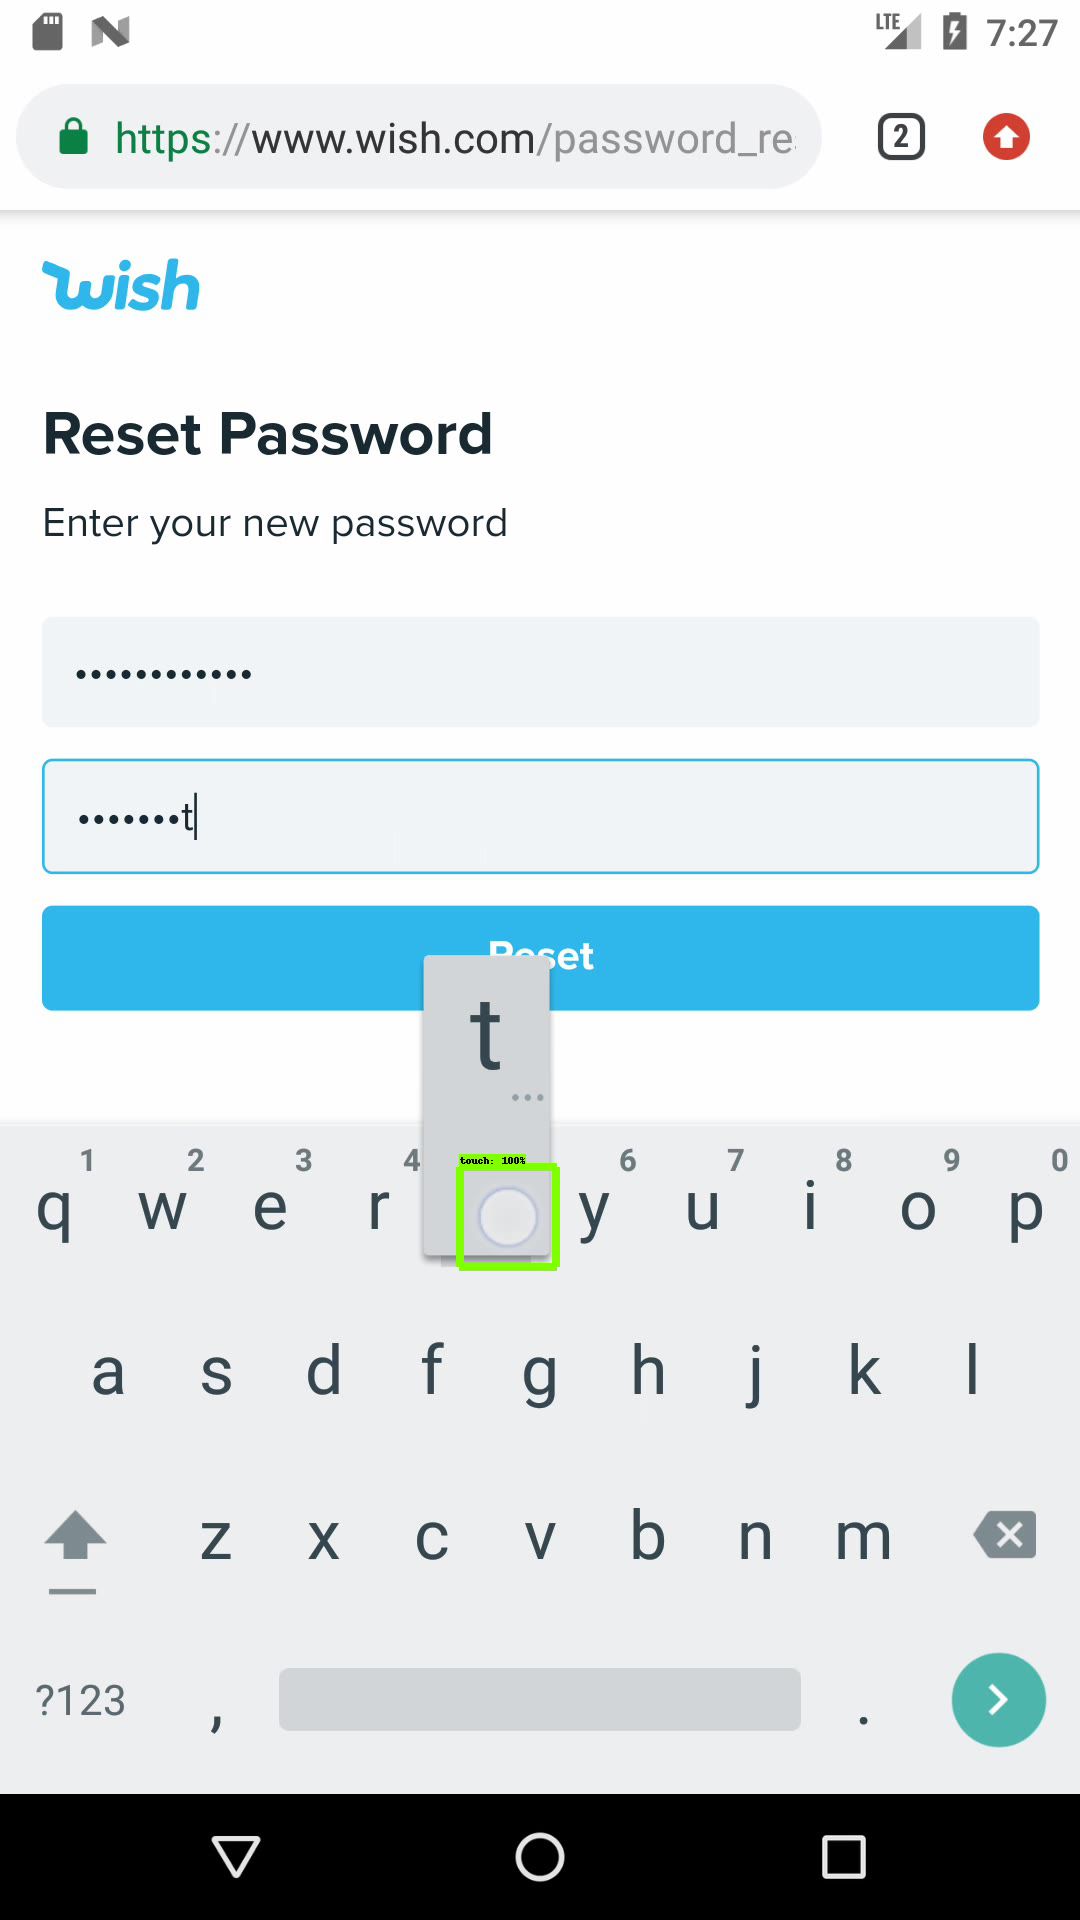 LTE 7:27
https://www.wish.com/password_re
2
wish
Reset Password
Enter your new password
••••••••••••
•••••••t
Reset
t
...
touch: 100%
1 2 3 4 6 7 8 9 0
q w e r y u i o p
a s d f g h j k l
z x c v b n m
?123 , .